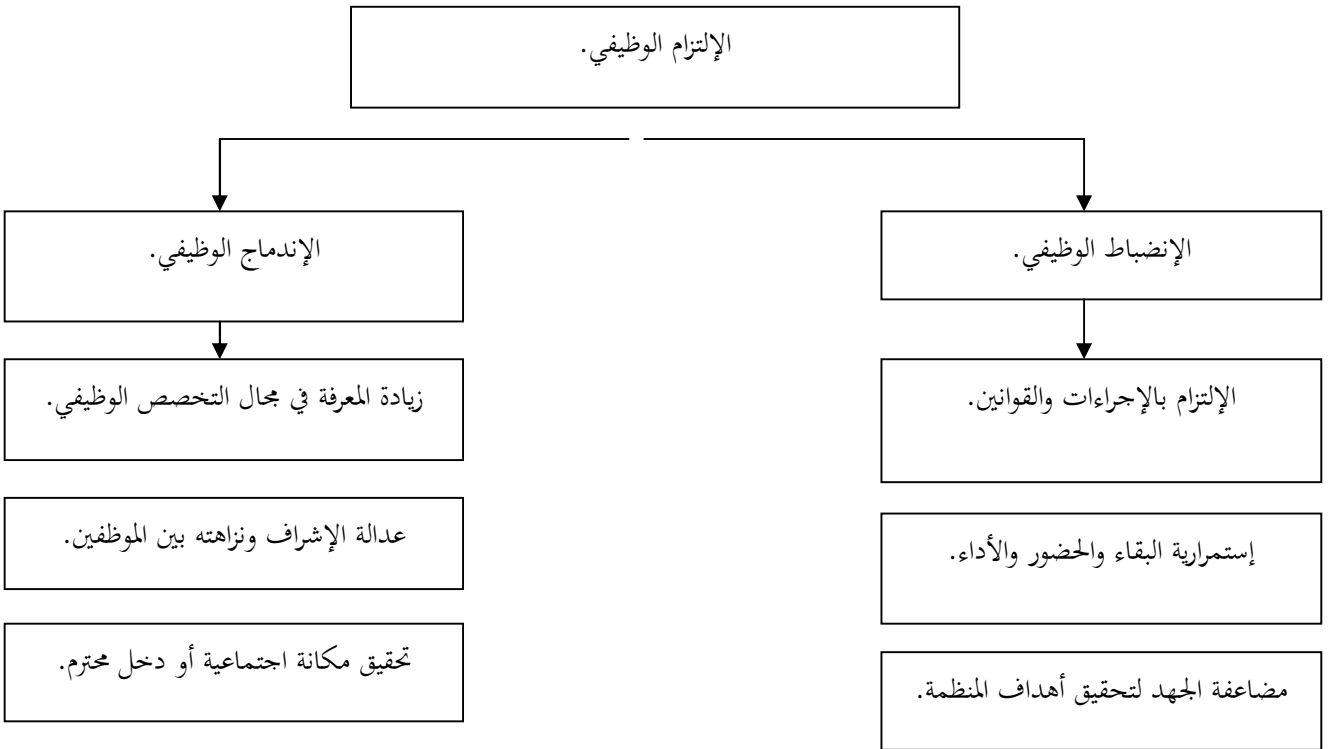 الإلتزام الوظيفي.
الإنضباط الوظيفي.
الإندماج الوظيفي.
الإلتزام بالإجراءات والقوانين.
زيادة المعرفة في مجال التخصص الوظيفي.
إستمرارية البقاء والحضور والأداء.
عدالة الإشراف ونزاهته بين الموظفين.
مضاعفة الجهد لتحقيق أهداف المنظمة.
تحقيق مكانة اجتماعية أو دخل محترم.